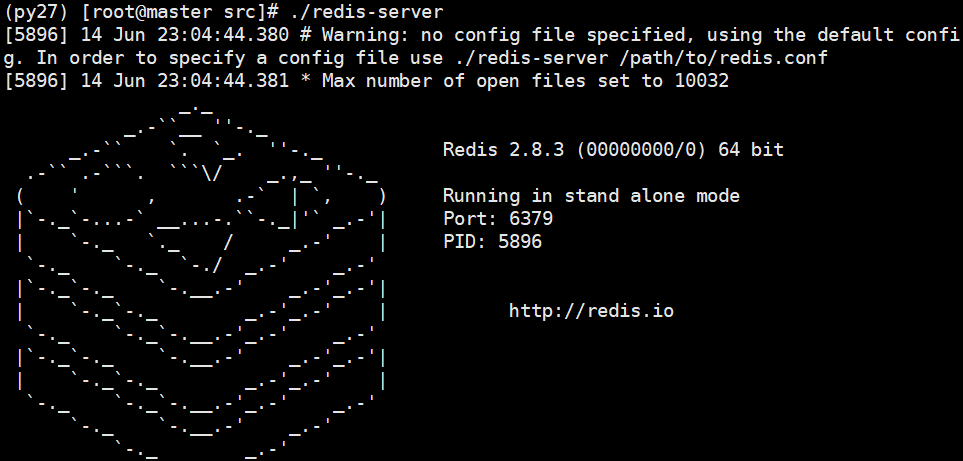 (py27) [root@master src]# ./redis-server
[5896] 14 Jun 23:04:44.380 # Warning: no config file specified, using the default confi
g. In order to specify a config file use ./redis-server /path/to/redis.conf
[5896] 14 Jun 23:04:44.381 * Max number of open files set to 10032
Redis 2.8.3 (00000000/0) 64 bit
Running in stand alone mode
Port: 6379
PID: 5896
http://redis.io